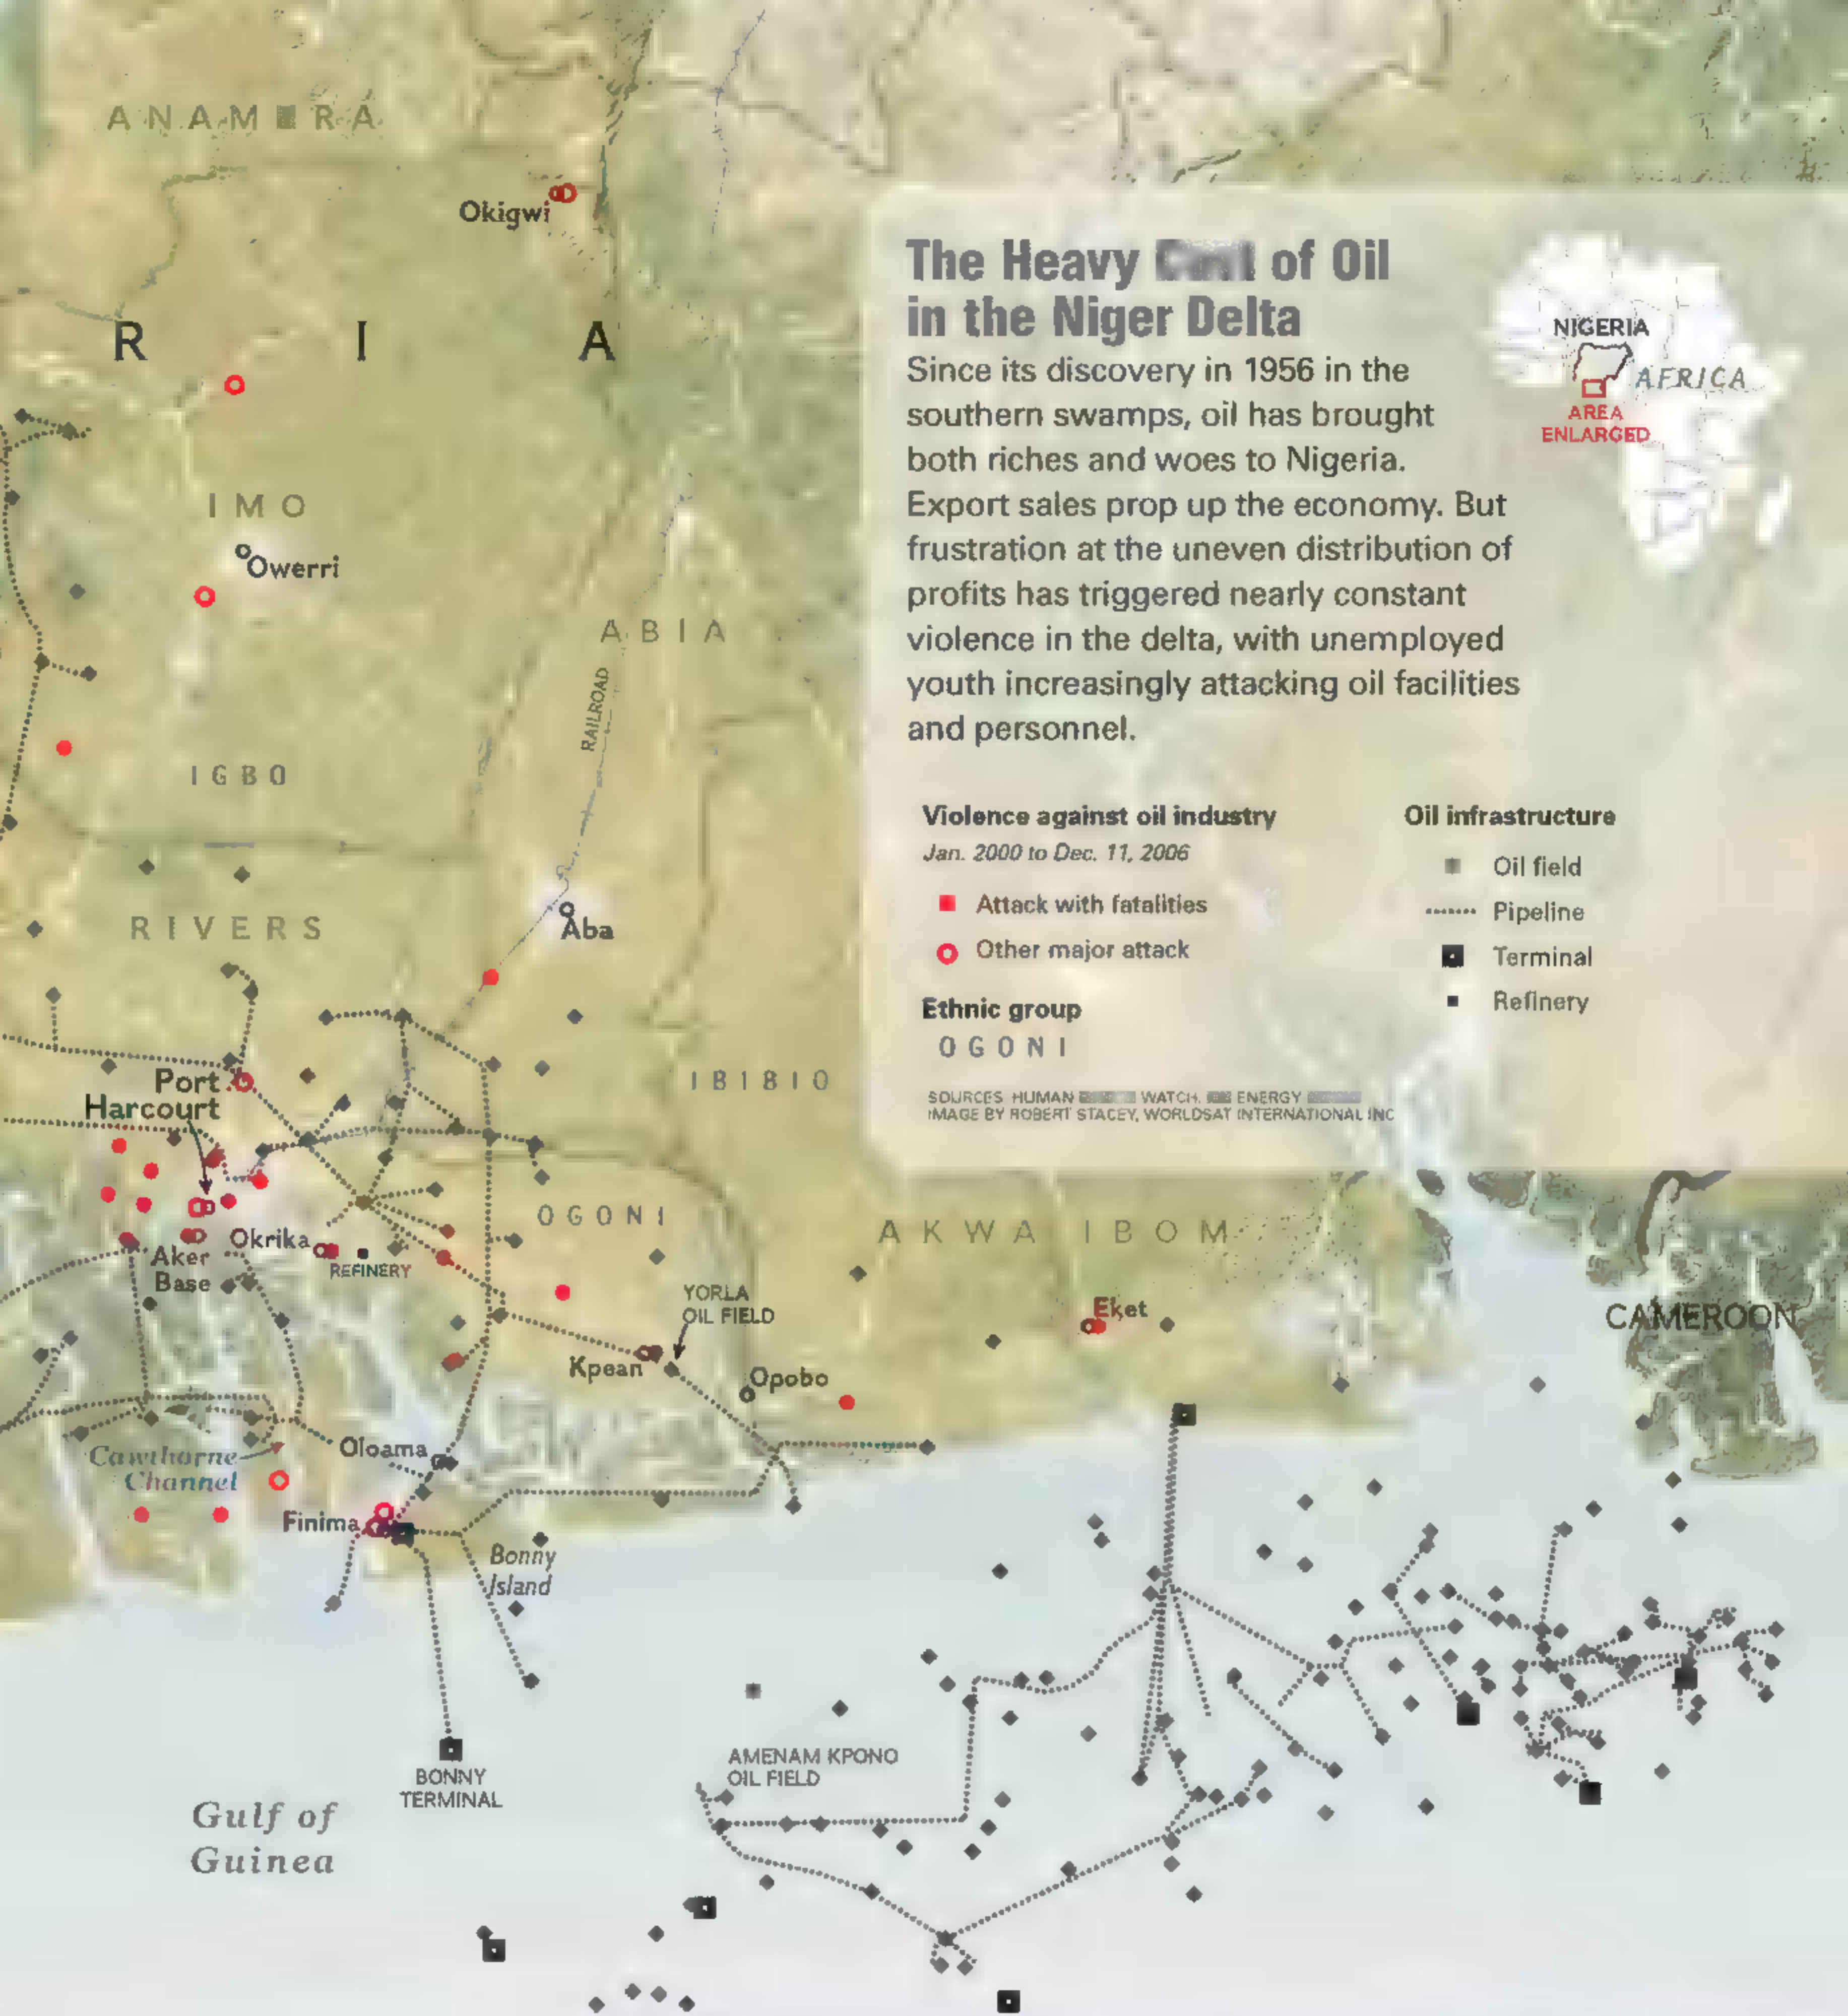 Okigwi
R I A
The Heavy of Oil
in the Niger Delta
Since its discovery in 1956 in the
southern swamps, oil has brought
both riches and woes to Nigeria.
Export sales prop up the economy. But
frustration at the uneven distribution of
profits has triggered nearly constant
violence in the delta, with unemployed
youth increasingly attacking oil facilities
and personnel.
NIGERIA
AFRICA
AREA
ENLARGED
IMO
Owerri
ABIA
RAILROAD
IGBO
Violence against oil industry
Jan. 2000 to Dec. 11, 2006
Attack with fatalities
Other major attack
Ethnic group
OGONI
Oil infrastructure
Oil field
Pipeline
Terminal
Refinery
SOURCES HUMAN WATCH, ENERGY
IMAGE BY ROBERT STACEY, WORLDSAT INTERNATIONAL INC
RIVERS
Aba
IBIBIO
Port
Harcourt
OGONI
AKWA IBOM
Okrika
REFINERY
Aker
Base
YORLA
OIL FIELD
Eket
CAMEROON
Kpean
Opobo
Oloama
Cawthorne
Channel
Finima
Bonny
Island
BONNY
TERMINAL
AMENAM KPONO
OIL FIELD
Gulf of
Guinea